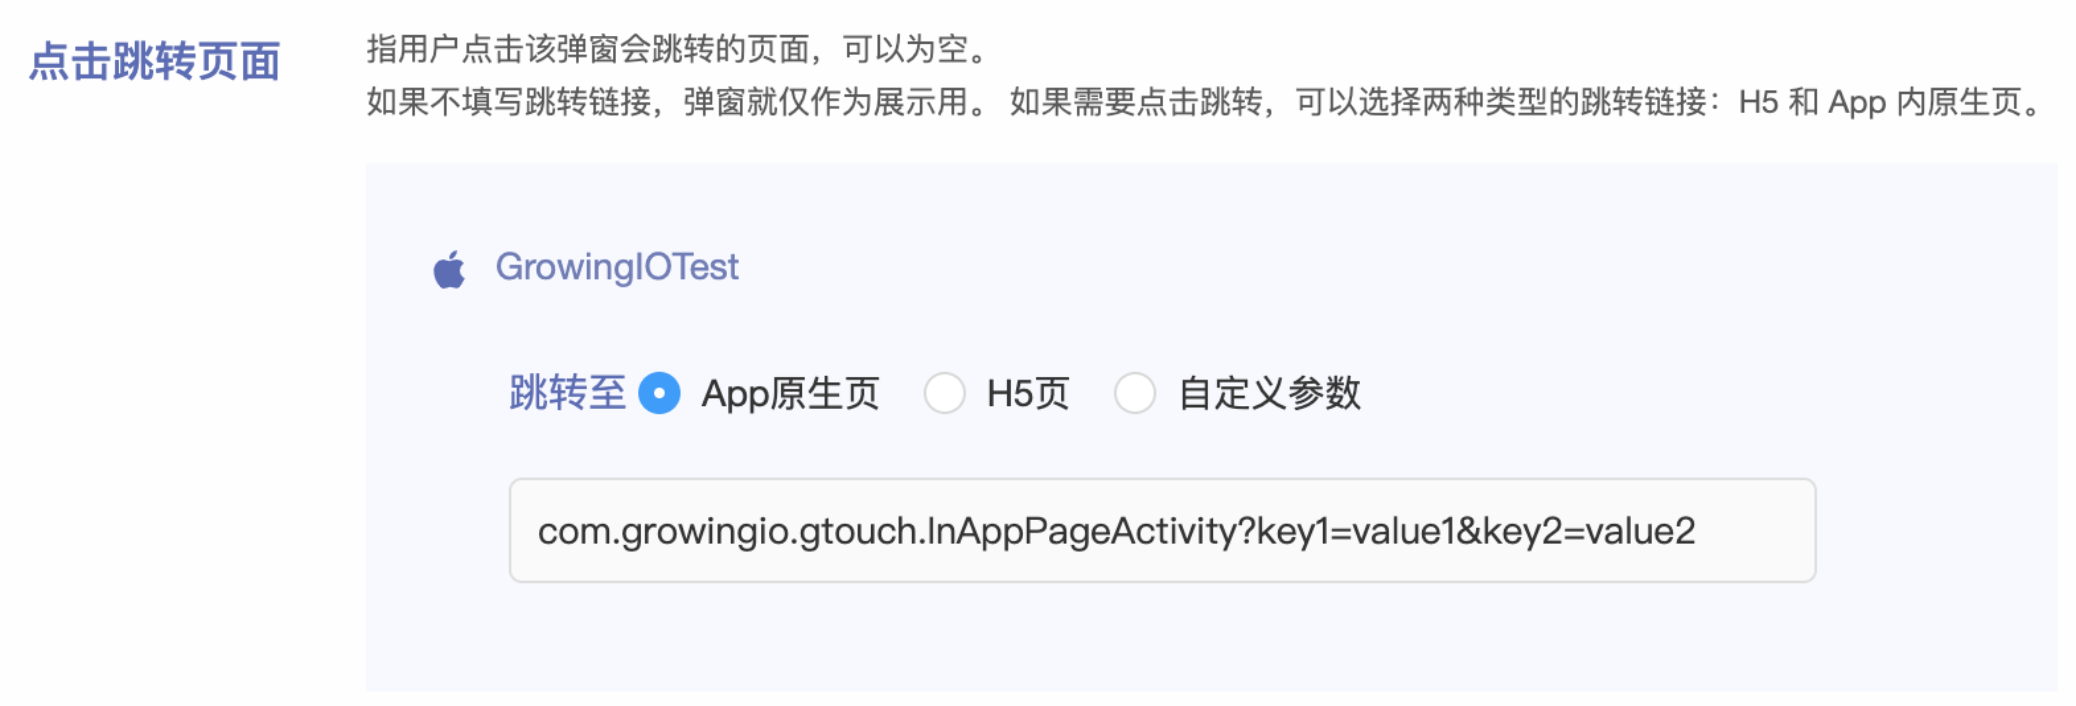 点击跳转页面
指用户点击该弹窗会跳转的页面，可以为空。
如果不填写跳转链接，弹窗就仅作为展示用。 如果需要点击跳转，可以选择两种类型的跳转链接：H5 和 App 内原生页。
GrowingIOTest
跳转至 App原生页 H5页 自定义参数
com.growingio.gtouch.InAppPageActivity?key1=value1&key2=value2